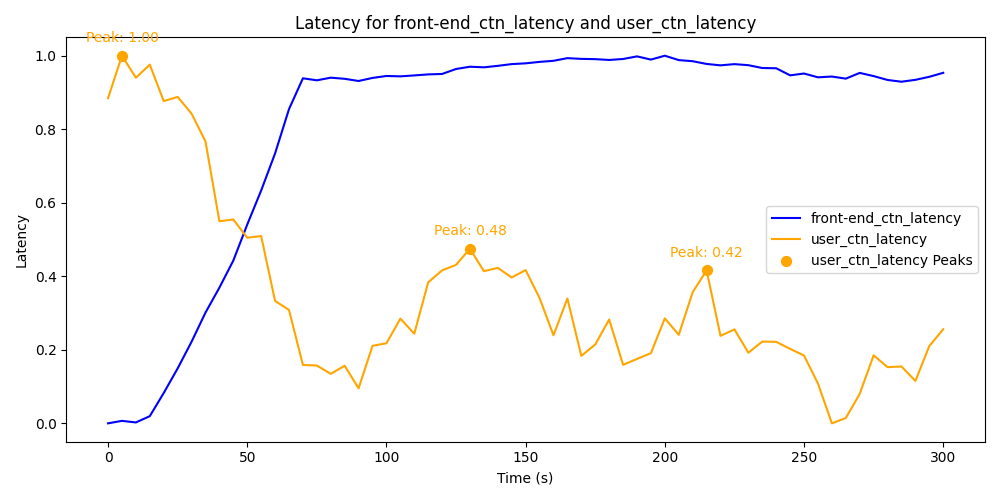 Latency for front-end_ctn_latency and user_ctn_latency
Peak: 1.00
1.0
0.8
0.6
0.4
0.2
0.0
Latency
Peak: 0.48
Peak: 0.42
front-end_ctn_latency
user_ctn_latency
user_ctn_latency Peaks
0
50
100
150
200
250
300
Time (s)